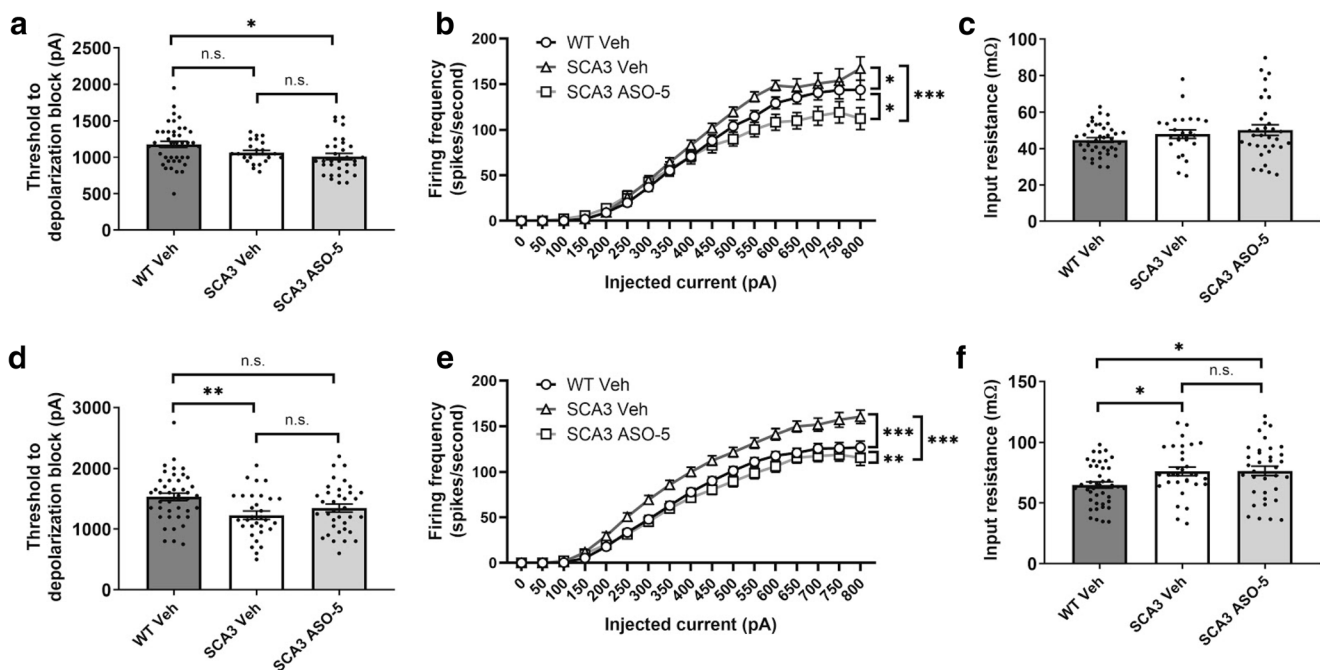 a
Threshold to
depolarization block (pA)
2500
2000
1500
1000
500
0
*
n.s.
n.s.
WT Veh
SCA3 Veh
SCA3 ASO-5
b
Firing frequency
(spikes/second)
200
150
100
50
0
WT Veh
SCA3 Veh
SCA3 ASO-5
*
*
***
0 50 100 150 200 250 300 350 400 450 500 550 600 650 700 750 800
Injected current (pA)
c
Input resistance (mΩ)
100
80
60
40
20
0
WT Veh
SCA3 Veh
SCA3 ASO-5
d
Threshold to
depolarization block (pA)
3000
2000
1000
0
n.s.
**
n.s.
WT Veh
SCA3 Veh
SCA3 ASO-5
e
Firing frequency
(spikes/second)
200
150
100
50
0
WT Veh
SCA3 Veh
SCA3 ASO-5
***
**
***
0 50 100 150 200 250 300 350 400 450 500 550 600 650 700 750 800
Injected current (pA)
f
Input resistance (mΩ)
150
100
50
0
*
n.s.
*
WT Veh
SCA3 Veh
SCA3 ASO-5